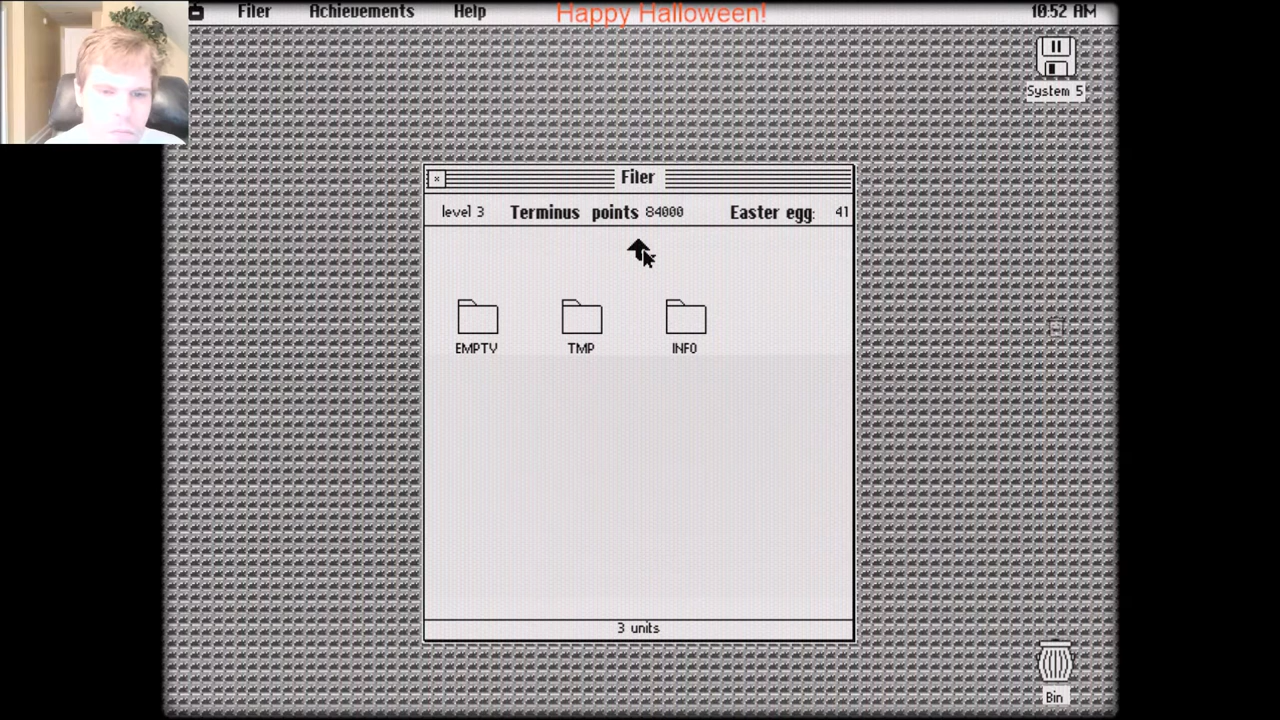 Filer Achievements Help Happy Halloween! 10:52 AM
System 5
Filer
level 3 Terminus points 84000 Easter egg: 41
EMPTY TMP INFO
3 units
Bin